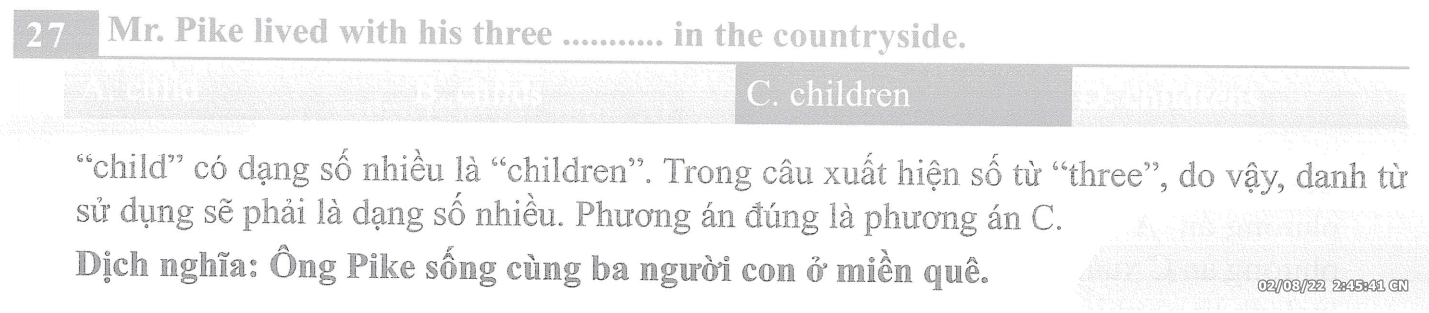 27 Mr. Pike lived with his three ........... in the countryside.
A. child B. childs C. children D. childrens
“child” có dạng số nhiều là “children”. Trong câu xuất hiện số từ “three”, do vậy, danh từ
sử dụng sẽ phải là dạng số nhiều. Phương án đúng là phương án C.
Dịch nghĩa: Ông Pike sống cùng ba người con ở miền quê.
02/08/22 2:45:41 CN